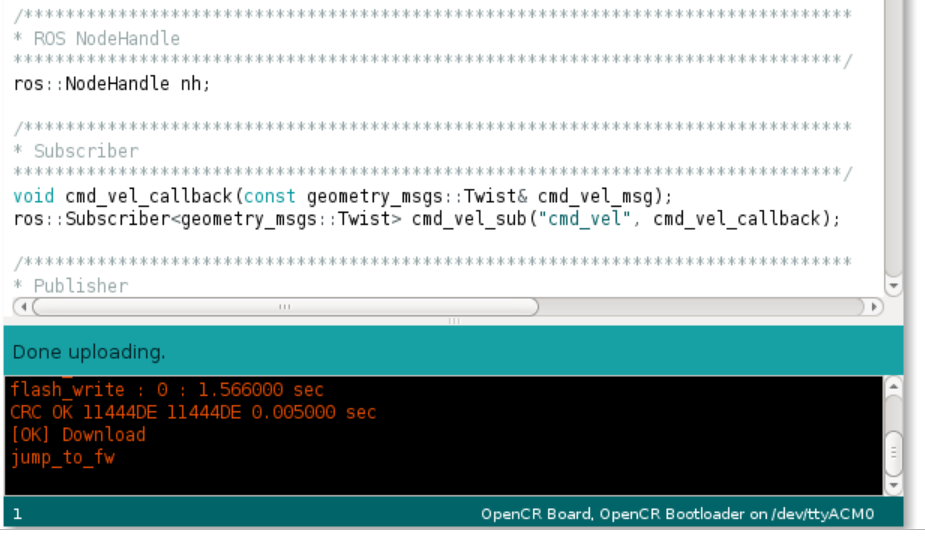 /*******************************************************************************
* ROS NodeHandle
*******************************************************************************/
ros::NodeHandle nh;
/*******************************************************************************
* Subscriber
*******************************************************************************/
void cmd_vel_callback(const geometry_msgs::Twist& cmd_vel_msg);
ros::Subscriber<geometry_msgs::Twist> cmd_vel_sub("cmd_vel", cmd_vel_callback);
/*******************************************************************************
* Publisher
Done uploading.
flash_write : 0 : 1.566000 sec
CRC OK 11444DE 11444DE 0.005000 sec
[OK] Download
jump_to_fw
1
OpenCR Board, OpenCR Bootloader on /dev/ttyACM0